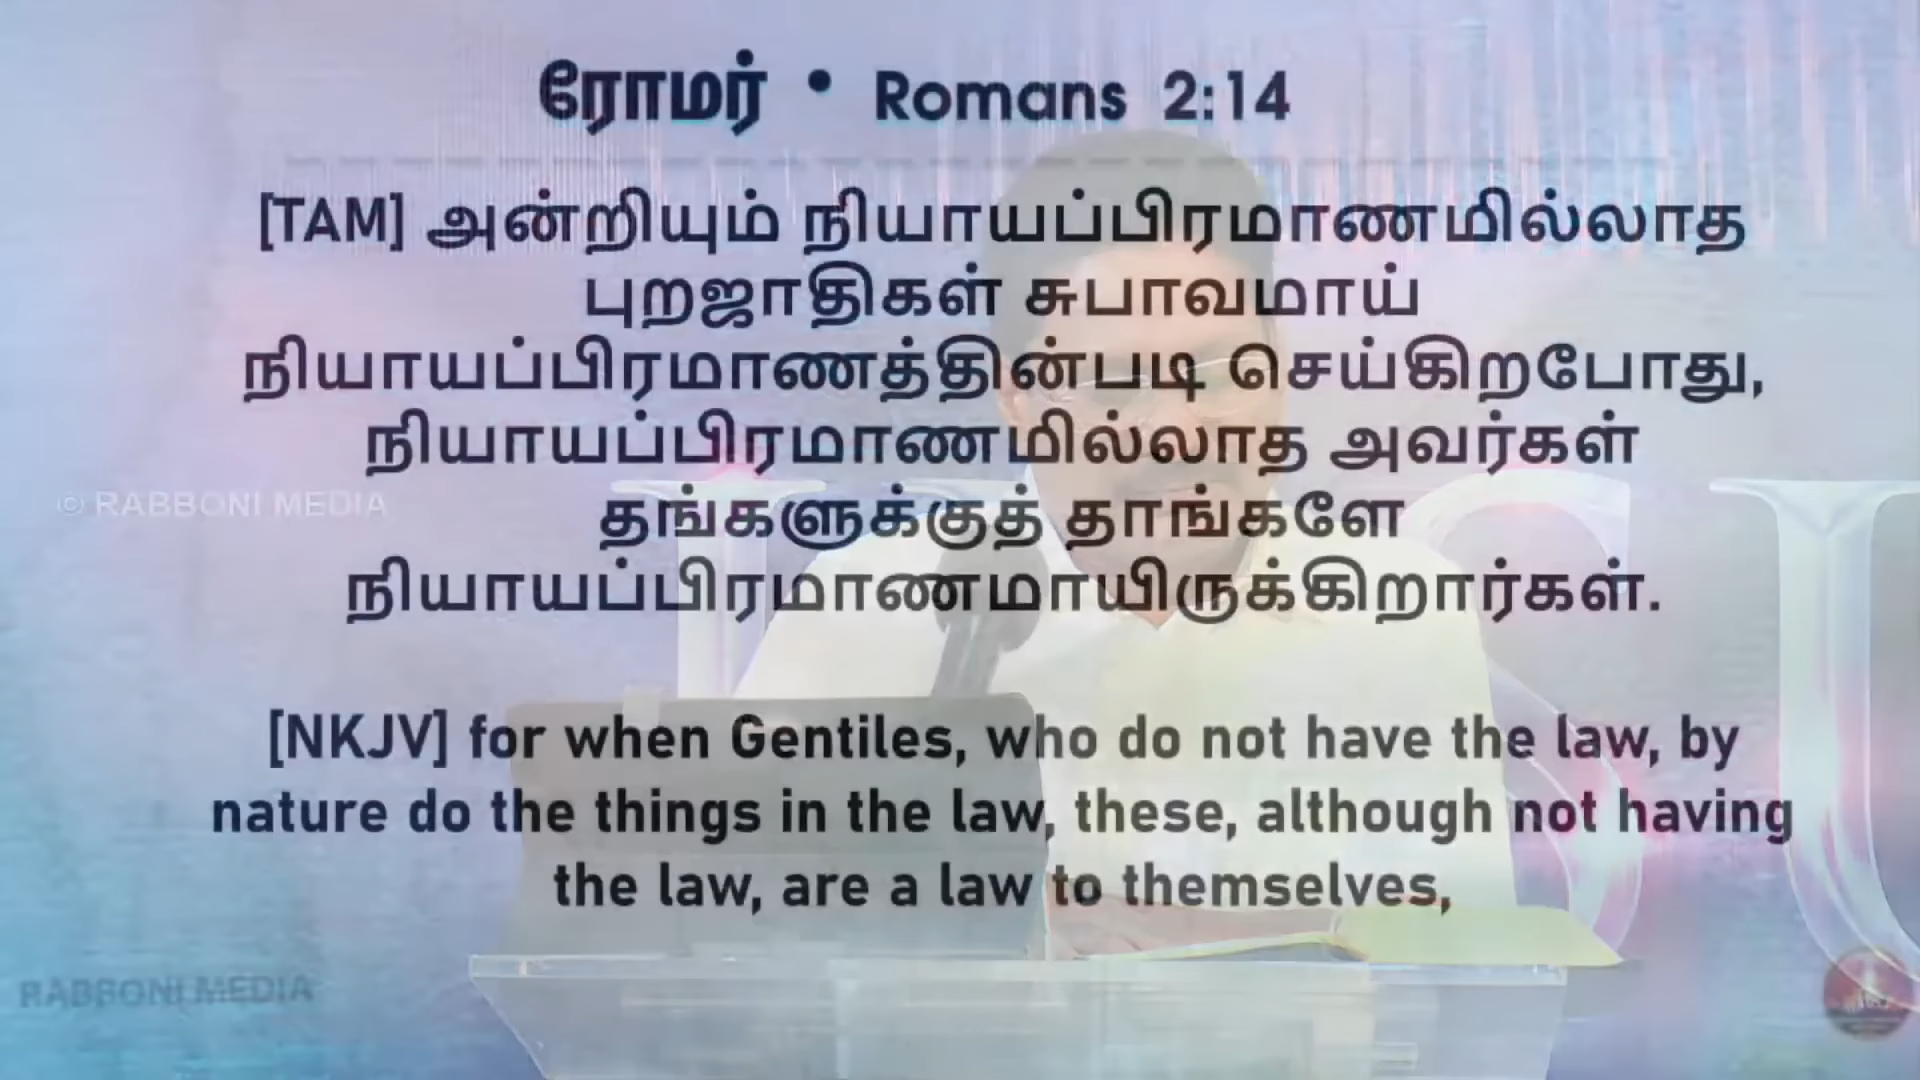 ரோமர் • Romans 2:14
[TAM] அன்றியும் நியாயப்பிரமாணமில்லாத
புறஜாதிகள் சுபாவமாய்
நியாயப்பிரமாணத்தின்படி செய்கிறபோது,
நியாயப்பிரமாணமில்லாத அவர்கள்
© RABBONI MEDIA
தங்களுக்குத் தாங்களே
நியாயப்பிரமாணமாயிருக்கிறார்கள்.
[NKJV] for when Gentiles, who do not have the law, by
nature do the things in the law, these, although not having
the law, are a law to themselves,
RABBONI MEDIA